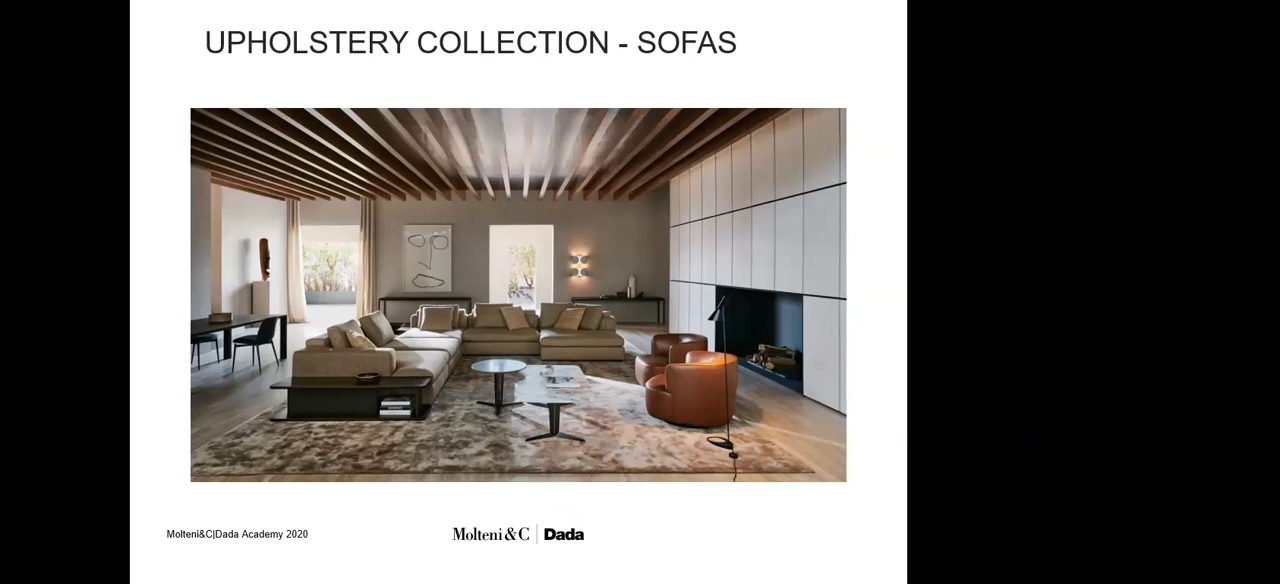 UPHOLSTERY COLLECTION - SOFAS
Molteni&C|Dada Academy 2020
Molteni&C | Dada